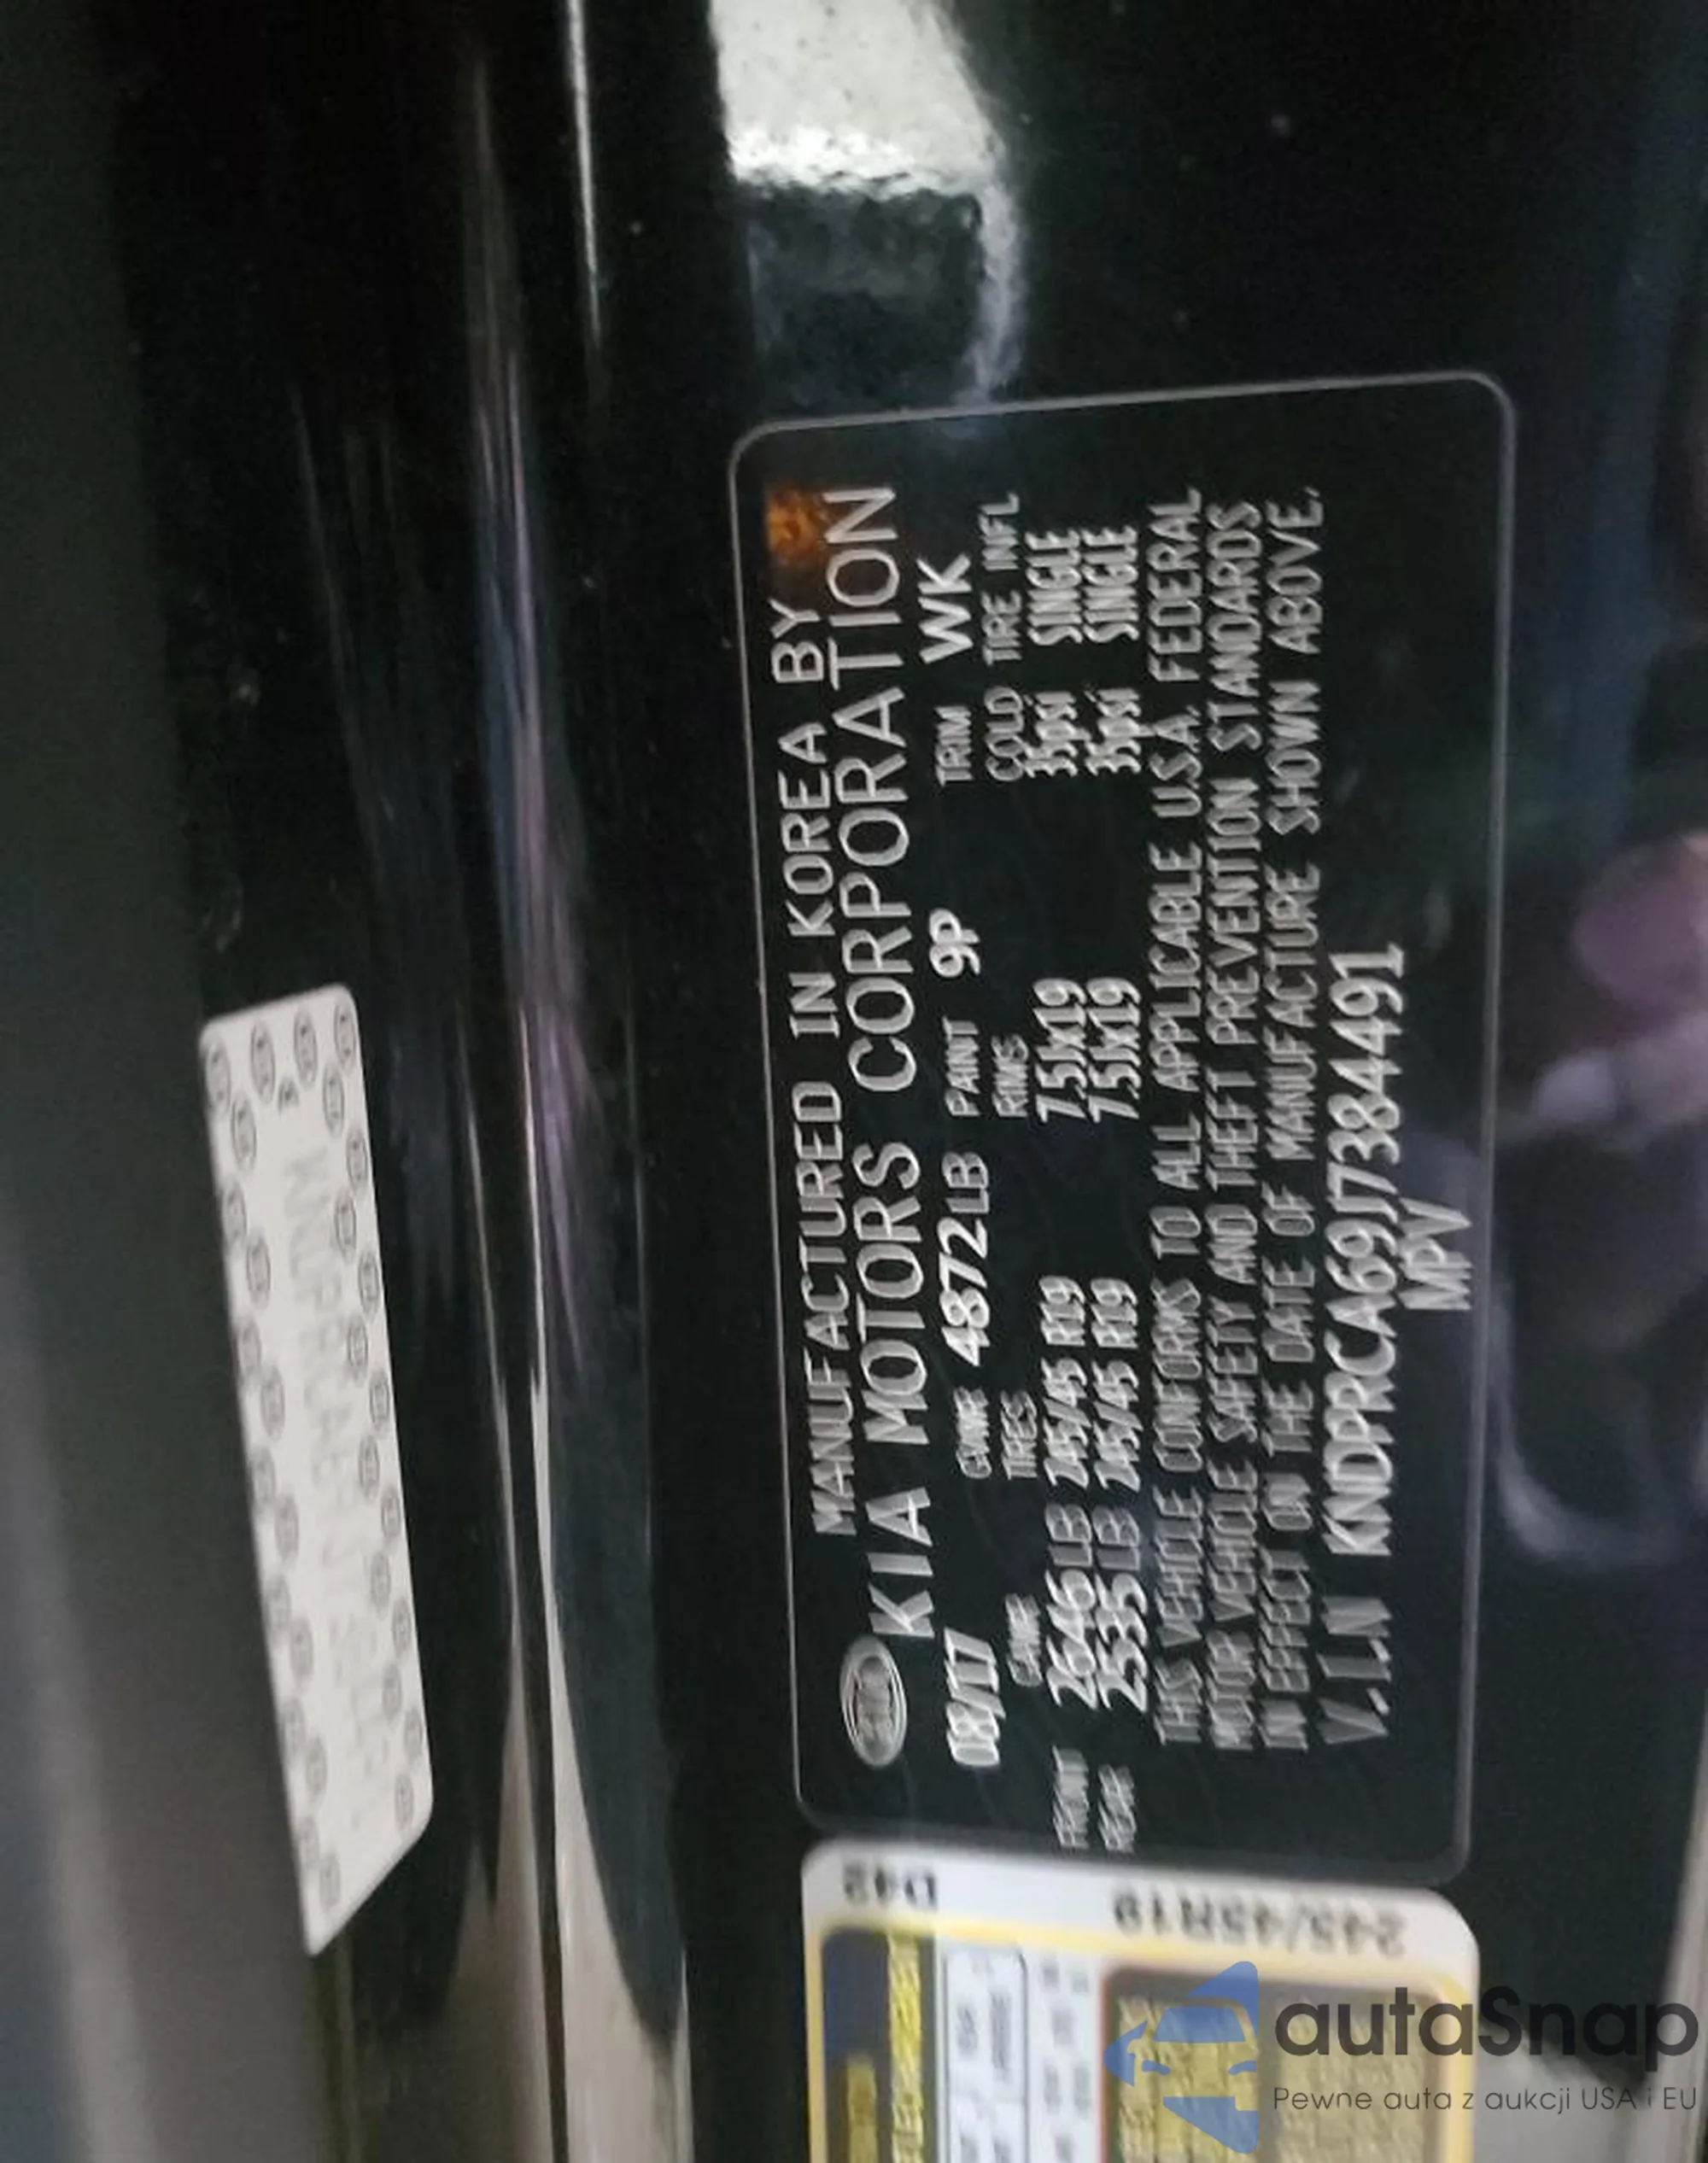 MANUFACTURED IN KOREA BY
KIA MOTORS CORPORATION
08/17 GVWR 4872LB PAINT 9P TRIM WK
GAWR TIRES RIMS COLD TIRE INFL
FRONT 2646LB 245/45 R19 7.5Jx19 35psi SINGLE
REAR 2535LB 245/45 R19 7.5Jx19 35psi SINGLE
THIS VEHICLE CONFORMS TO ALL APPLICABLE U.S.A. FEDERAL
MOTOR VEHICLE SAFETY AND THEFT PREVENTION STANDARDS
IN EFFECT ON THE DATE OF MANUFACTURE SHOWN ABOVE.
V.I.N KNDPRCA69J7384491
MPV
D42
245/45R19
autaSnap
Pewne auta z aukcji USA i EU